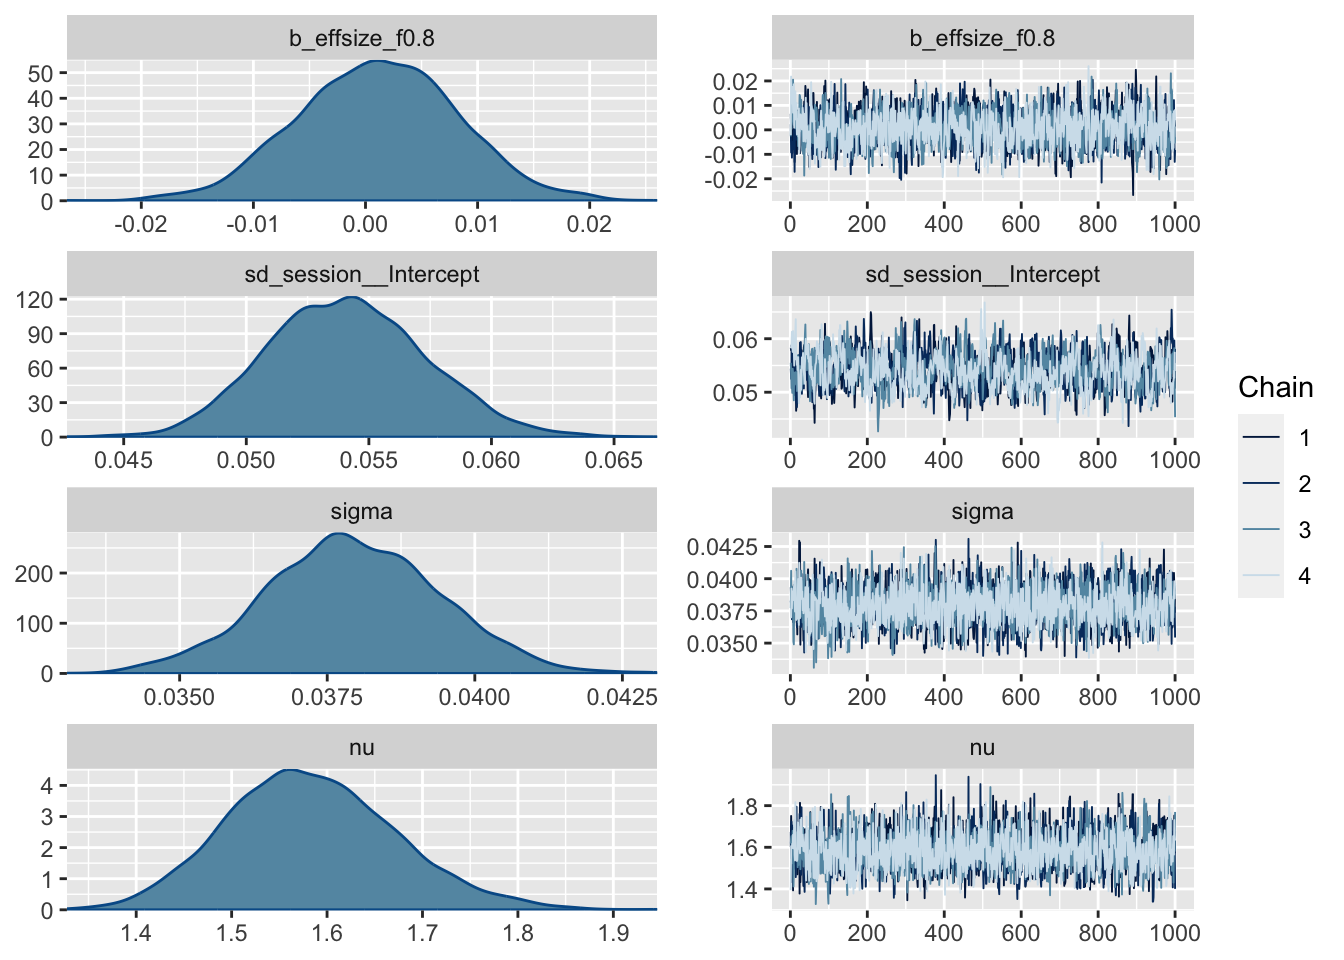 b_effsize_f0.8
50
40
30
20
10
0
-0.02 -0.01 0.00 0.01 0.02
b_effsize_f0.8
0.02
0.01
0.00
-0.01
-0.02
0 200 400 600 800 1000
sd_session__Intercept
120
90
60
30
0
0.045 0.050 0.055 0.060 0.065
sd_session__Intercept
0.06
0.05
0 200 400 600 800 1000
sigma
200
100
0
0.0350 0.0375 0.0400 0.0425
sigma
0.0425
0.0400
0.0375
0.0350
0 200 400 600 800 1000
nu
4
3
2
1
0
1.4 1.5 1.6 1.7 1.8 1.9
nu
1.8
1.6
1.4
0 200 400 600 800 1000
Chain
1
2
3
4